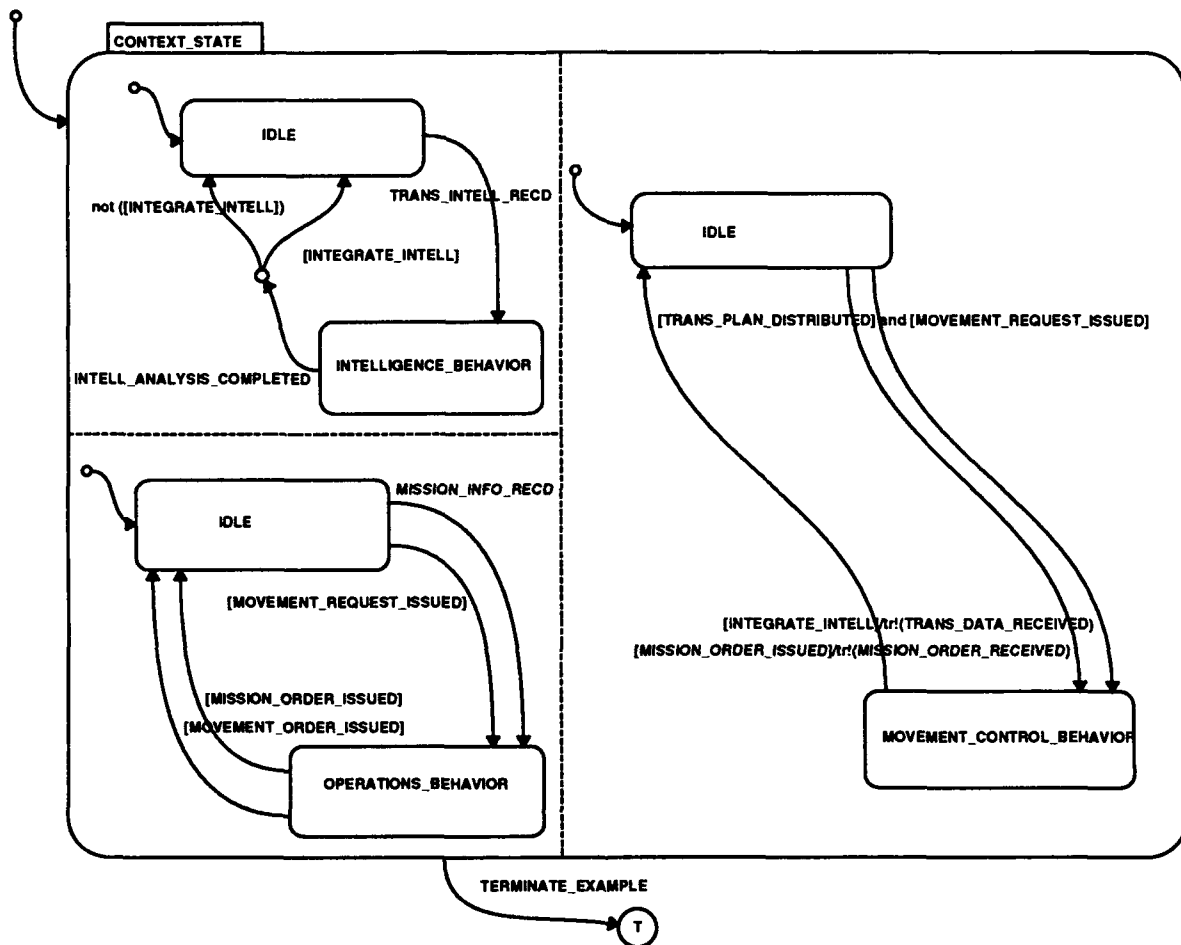 CONTEXT_STATE
IDLE
TRANS_INTELL_RECD
not ([INTEGRATE_INTELL])
[INTEGRATE_INTELL]
INTELLIGENCE_BEHAVIOR
INTELL_ANALYSIS_COMPLETED
MISSION_INFO_RECD
IDLE
[MOVEMENT_REQUEST_ISSUED]
[MISSION_ORDER_ISSUED]
[MOVEMENT_ORDER_ISSUED]
OPERATIONS_BEHAVIOR
IDLE
[TRANS_PLAN_DISTRIBUTED] and [MOVEMENT_REQUEST_ISSUED]
[INTEGRATE_INTELL]/tr!(TRANS_DATA_RECEIVED)
[MISSION_ORDER_ISSUED]/tr!(MISSION_ORDER_RECEIVED)
MOVEMENT_CONTROL_BEHAVIOR
TERMINATE_EXAMPLE
T